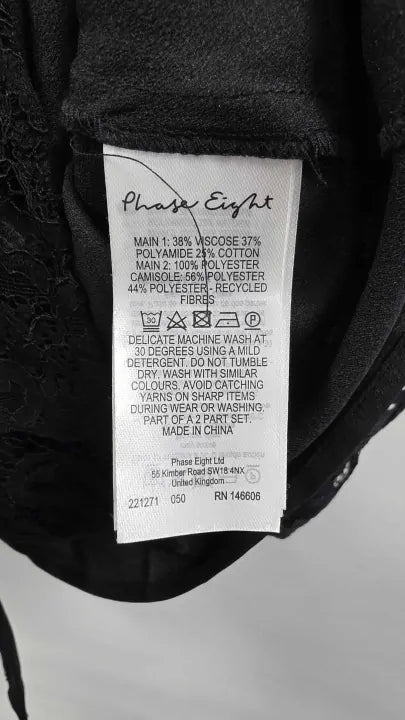 Phase Eight
MAIN 1: 38% VISCOSE 37%
POLYAMIDE 25% COTTON
MAIN 2: 100% POLYESTER
CAMISOLE: 56% POLYESTER
44% POLYESTER - RECYCLED
FIBRES
30 P
DELICATE MACHINE WASH AT
30 DEGREES USING A MILD
DETERGENT. DO NOT TUMBLE
DRY. WASH WITH SIMILAR
COLOURS. AVOID CATCHING
YARNS ON SHARP ITEMS
DURING WEAR OR WASHING.
PART OF A 2 PART SET.
MADE IN CHINA
Phase Eight Ltd
55 Kimber Road SW18 4NX
United Kingdom
221271 050 RN 146606